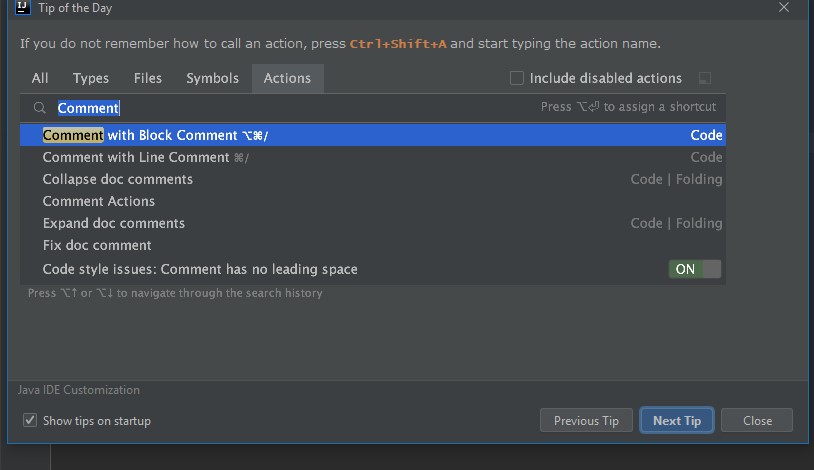 IJ Tip of the Day
If you do not remember how to call an action, press Ctrl+Shift+A and start typing the action name.
All Types Files Symbols Actions Include disabled actions
Comment Press ⌥⏎ to assign a shortcut
Comment with Block Comment ⌥⌘/ Code
Comment with Line Comment ⌘/ Code
Collapse doc comments Code | Folding
Comment Actions
Expand doc comments Code | Folding
Fix doc comment
Code style issues: Comment has no leading space ON
Press ⌥↑ or ⌥↓ to navigate through the search history
Java IDE Customization
Show tips on startup Previous Tip Next Tip Close